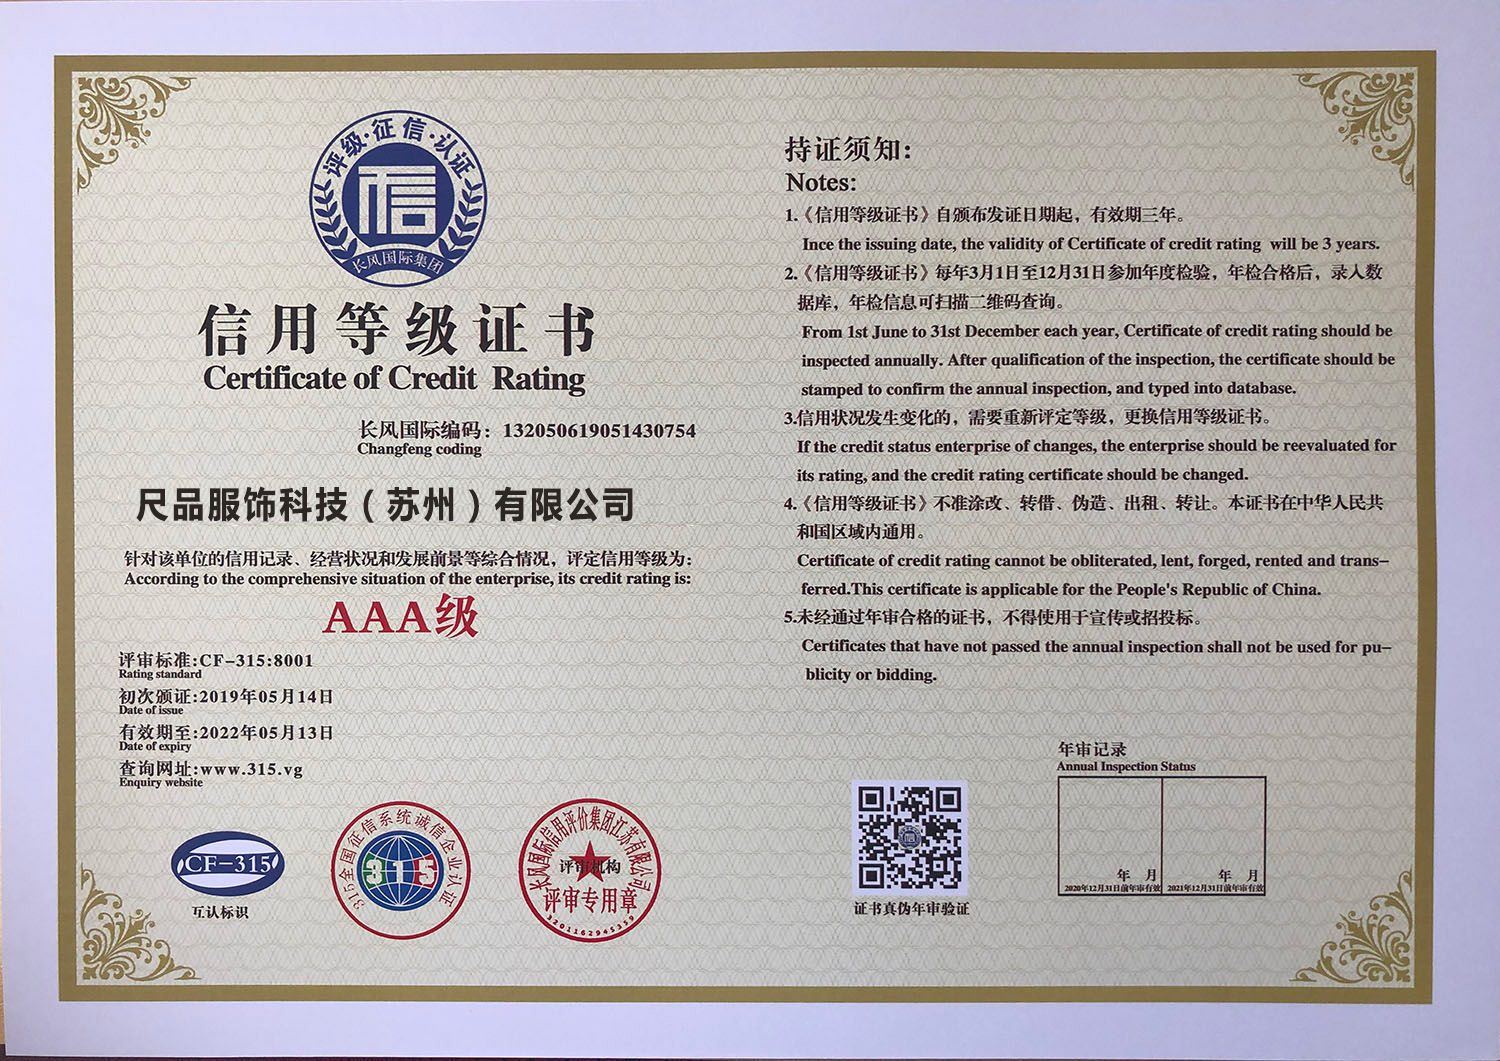 评级·征信·认证
信
长风国际集团
信用等级证书
Certificate of Credit Rating
长风国际编码：132050619051430754
Changfeng coding
尺品服饰科技（苏州）有限公司
针对该单位的信用记录、经营状况和发展前景等综合情况，评定信用等级为：
According to the comprehensive situation of the enterprise, its credit rating is:
AAA级
评审标准:CF-315:8001
Rating standard
初次颁证:2019年05月14日
Date of issue
有效期至:2022年05月13日
Date of expiry
查询网址:www.315.vg
Enquiry website
CF-315
互认标识
315全国征信系统诚信企业认证
315
长风国际信用评价集团江苏有限公司
评审机构
评审专用章
3201162945359
持证须知:
Notes:
1.《信用等级证书》自颁布发证日期起，有效期三年。
Ince the issuing date, the validity of Certificate of credit rating will be 3 years.
2.《信用等级证书》每年3月1日至12月31日参加年度检验，年检合格后，录入数
据库，年检信息可扫描二维码查询。
From 1st June to 31st December each year, Certificate of credit rating should be
inspected annually. After qualification of the inspection, the certificate should be
stamped to confirm the annual inspection, and typed into database.
3.信用状况发生变化的，需要重新评定等级，更换信用等级证书。
If the credit status enterprise of changes, the enterprise should be reevaluated for
its rating, and the credit rating certificate should be changed.
4.《信用等级证书》不准涂改、转借、伪造、出租、转让。本证书在中华人民共
和国区域内通用。
Certificate of credit rating cannot be obliterated, lent, forged, rented and trans-
ferred.This certificate is applicable for the People's Republic of China.
5.未经通过年审合格的证书，不得使用于宣传或招投标。
Certificates that have not passed the annual inspection shall not be used for pu-
blicity or bidding.
证书真伪年审验证
年审记录
Annual Inspection Status
年 月
2020年12月31日前年审有效
年 月
2021年12月31日前年审有效